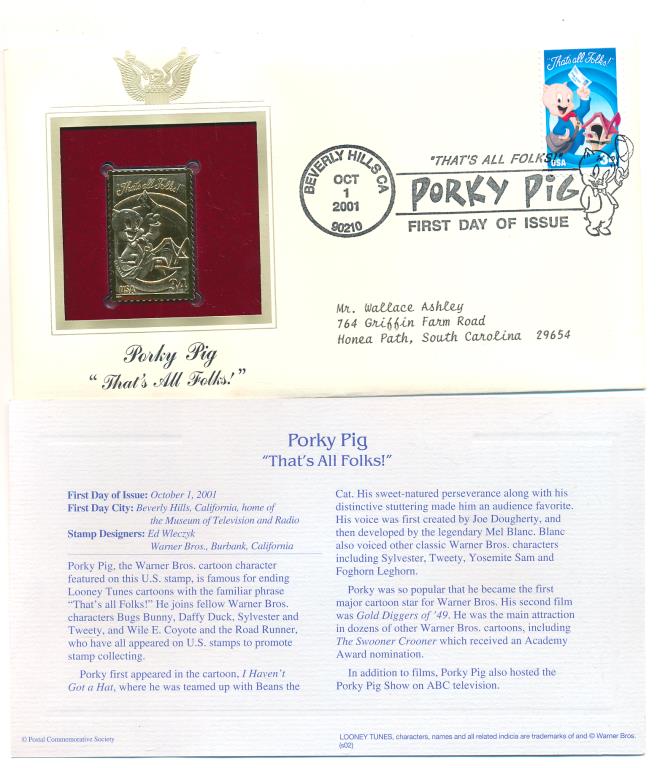 "That's all Folks!"
34
USA
BEVERLY HILLS CA
OCT
1
2001
90210
"THAT'S ALL FOLKS!"
PORKY PIG
FIRST DAY OF ISSUE
"That's all Folks!"
USA
34
Mr. Wallace Ashley
764 Griffin Farm Road
Honea Path, South Carolina 29654
Porky Pig
"That's All Folks!"
Porky Pig
"That's All Folks!"
First Day of Issue: October 1, 2001
First Day City: Beverly Hills, California, home of
the Museum of Television and Radio
Stamp Designers: Ed Wleczyk
Warner Bros., Burbank, California
Porky Pig, the Warner Bros. cartoon character
featured on this U.S. stamp, is famous for ending
Looney Tunes cartoons with the familiar phrase
"That's all Folks!" He joins fellow Warner Bros.
characters Bugs Bunny, Daffy Duck, Sylvester and
Tweety, and Wile E. Coyote and the Road Runner,
who have all appeared on U.S. stamps to promote
stamp collecting.
Porky first appeared in the cartoon, I Haven't
Got a Hat, where he was teamed up with Beans the
Cat. His sweet-natured perseverance along with his
distinctive stuttering made him an audience favorite.
His voice was first created by Joe Dougherty, and
then developed by the legendary Mel Blanc. Blanc
also voiced other classic Warner Bros. characters
including Sylvester, Tweety, Yosemite Sam and
Foghorn Leghorn.
Porky was so popular that he became the first
major cartoon star for Warner Bros. His second film
was Gold Diggers of '49. He was the main attraction
in dozens of other Warner Bros. cartoons, including
The Swooner Crooner which received an Academy
Award nomination.
In addition to films, Porky Pig also hosted the
Porky Pig Show on ABC television.
© Postal Commemorative Society
LOONEY TUNES, characters, names and all related indicia are trademarks of and © Warner Bros.
(s02)